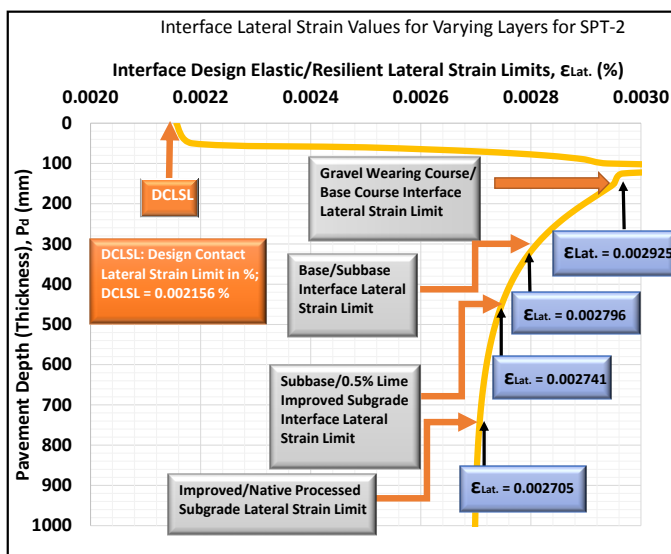 Interface Lateral Strain Values for Varying Layers for SPT-2
Interface Design Elastic/Resilient Lateral Strain Limits, ƐLat. (%)
0.0020 0.0022 0.0024 0.0026 0.0028 0.0030
Pavement Depth (Thickness), Pd (mm)
0
100
200
300
400
500
600
700
800
900
1000
DCLSL
DCLSL: Design Contact
Lateral Strain Limit in %;
DCLSL = 0.002156 %
Gravel Wearing Course/
Base Course Interface
Lateral Strain Limit
ƐLat. = 0.002925
Base/Subbase
Interface Lateral
Strain Limit
ƐLat. = 0.002796
Subbase/0.5% Lime
Improved Subgrade
Interface Lateral
Strain Limit
ƐLat. = 0.002741
Improved/Native Processed
Subgrade Lateral Strain Limit
ƐLat. = 0.002705